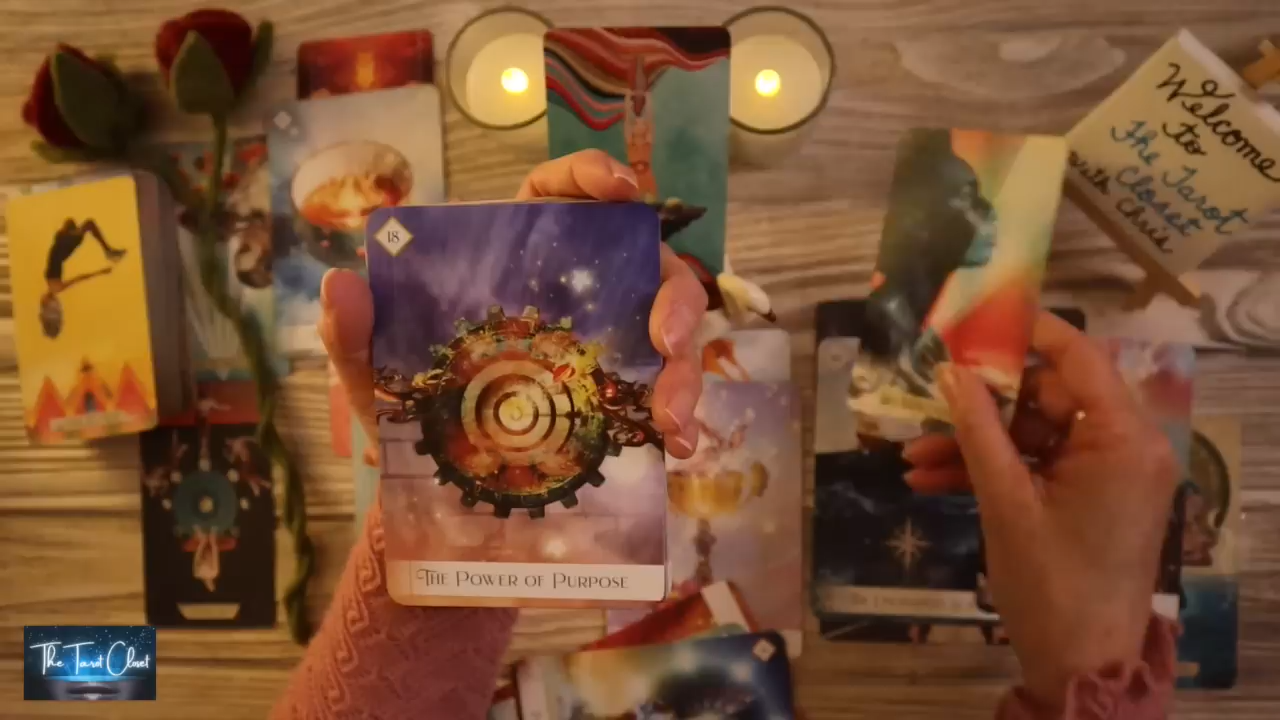 Welcome
to
The Tarot
Closet
with Chris
18
THE POWER OF PURPOSE
The Tarot Closet